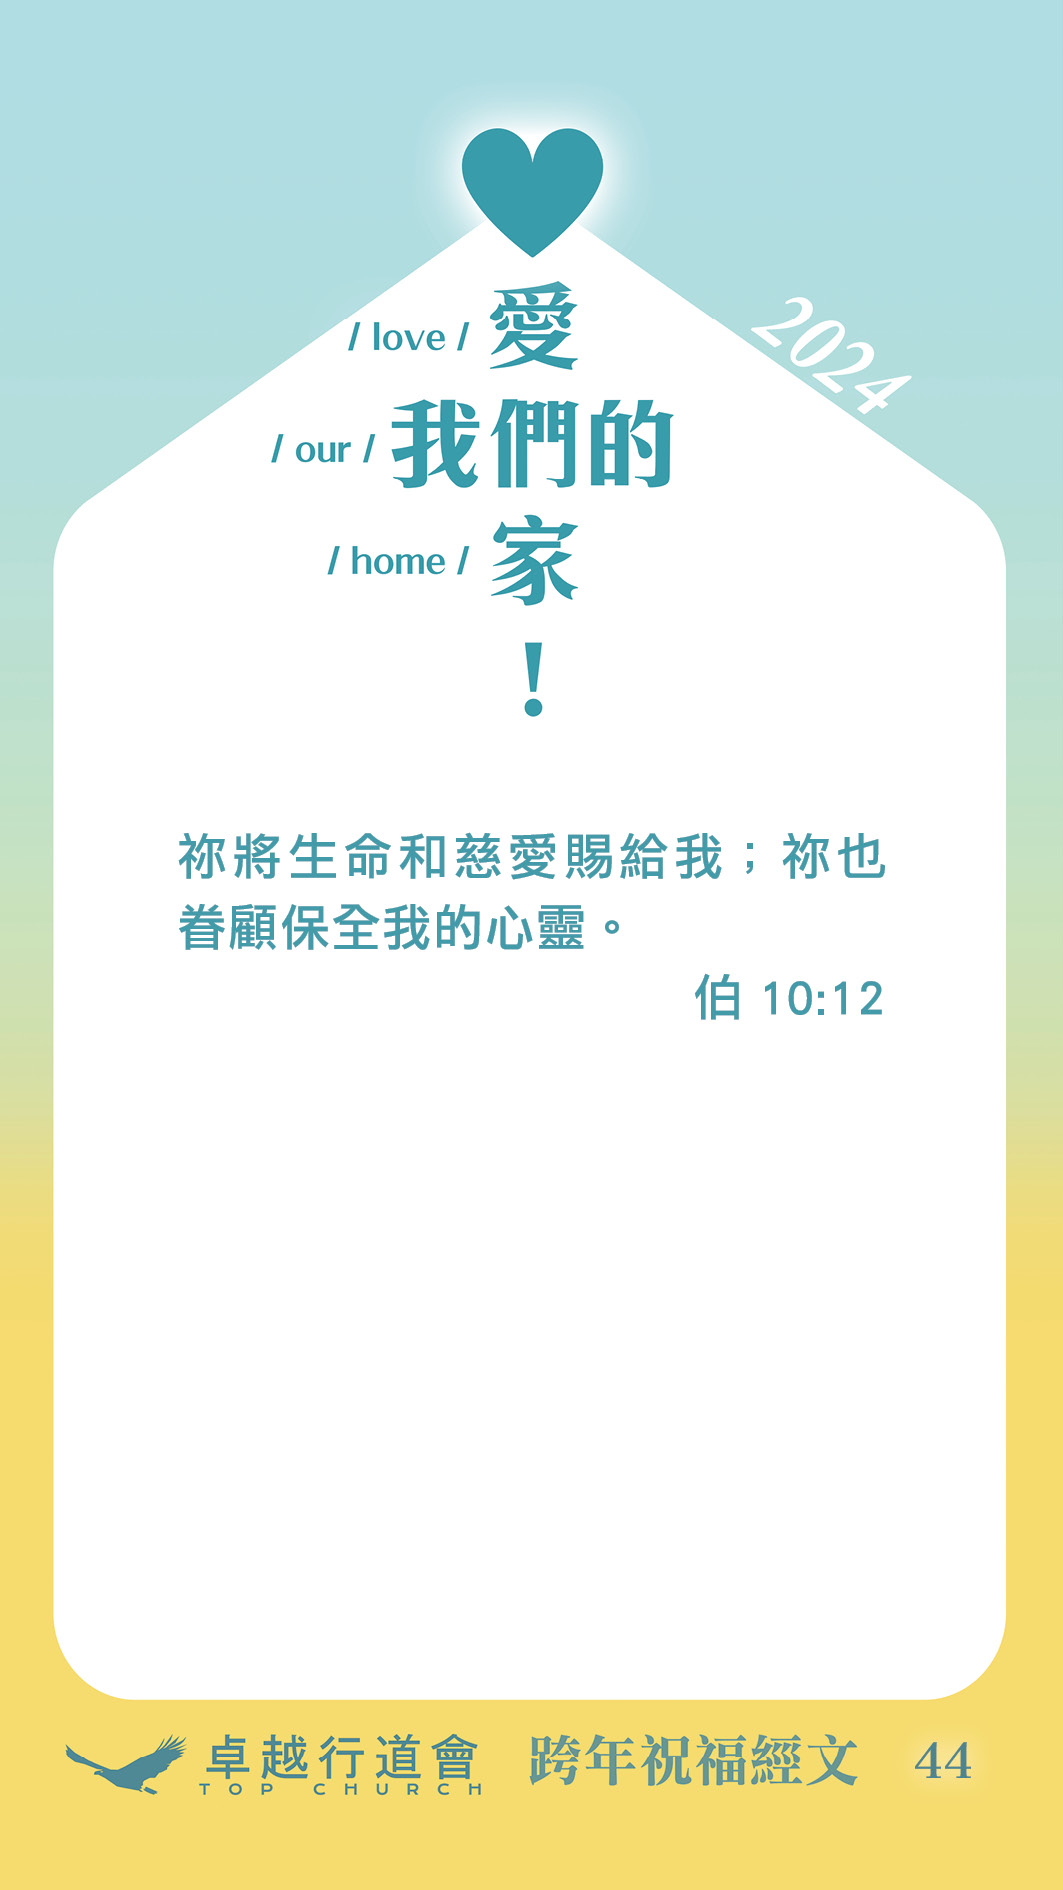 2024
/ love / 愛
/ our / 我們的
/ home / 家
！
祢將生命和慈愛賜給我；祢也
眷顧保全我的心靈。
伯 10:12
卓越行道會 跨年祝福經文 44
TOP CHURCH